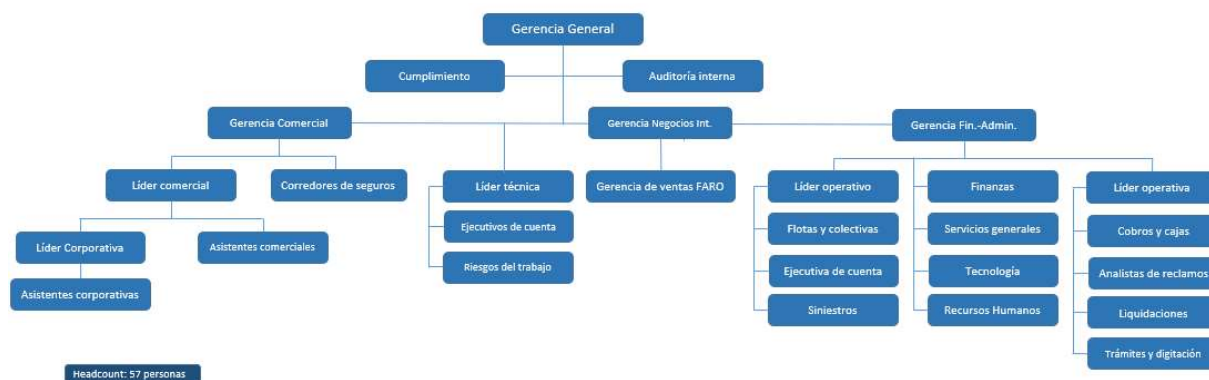 Gerencia General
Cumplimiento
Auditoría interna
Gerencia Comercial
Gerencia Negocios Int.
Gerencia Fin.-Admin.
Líder comercial
Corredores de seguros
Líder técnica
Gerencia de ventas FARO
Líder operativo
Finanzas
Líder operativa
Líder Corporativa
Asistentes comerciales
Ejecutivos de cuenta
Flotas y colectivas
Servicios generales
Cobros y cajas
Asistentes corporativas
Riesgos del trabajo
Ejecutiva de cuenta
Tecnología
Analistas de reclamos
Siniestros
Recursos Humanos
Liquidaciones
Trámites y digitación
Headcount: 57 personas